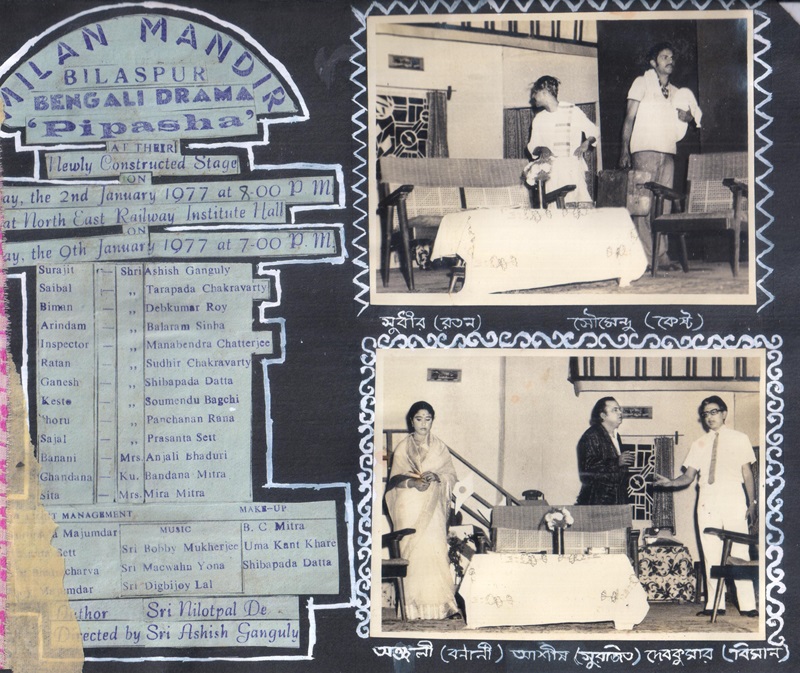 MILAN MANDIR
BILASPUR
BENGALI DRAMA
'Pipasha'
AT THEIR
Newly Constructed Stage
ON
ay, the 2nd January 1977 at 8-00 P M.
at North East Railway Institute Hall
ON
ay, the 9th January 1977 at 7-00 P.M.
Surajit — Shri Ashish Ganguly
Saibal — ,, Tarapada Chakravarty
Biman — ,, Debkumar Roy
Arindam — ,, Balaram Sinha
Inspector — ,, Manabendra Chatterjee
Ratan — ,, Sudhir Chakravarty
Ganesh — ,, Shibapada Datta
Kesto — ,, Soumendu Bagchi
horu — ,, Panchanan Rana
Sajal — ,, Prasanta Sett
Banani — Mrs. Anjali Bhaduri
Chandana — Ku. Bandana Mitra
Sita — Mrs. Mira Mitra
T MANAGEMENT
Majumdar
Sett
charva
MUSIC
Sri Bobby Mukherjee
Sri Macwahn Yona
Sri Digbijoy Lal
MAKE-UP
B. C Mitra
Uma Kant Khare
Shibapada Datta
Author Sri Nilotpal De
Directed by Sri Ashish Ganguly
সুধীর (রতন) সৌমেন্দু (কেষ্ট)
অঞ্জলী (বনানী) আশীষ (সুরজিত) দেবকুমার (বিমান)